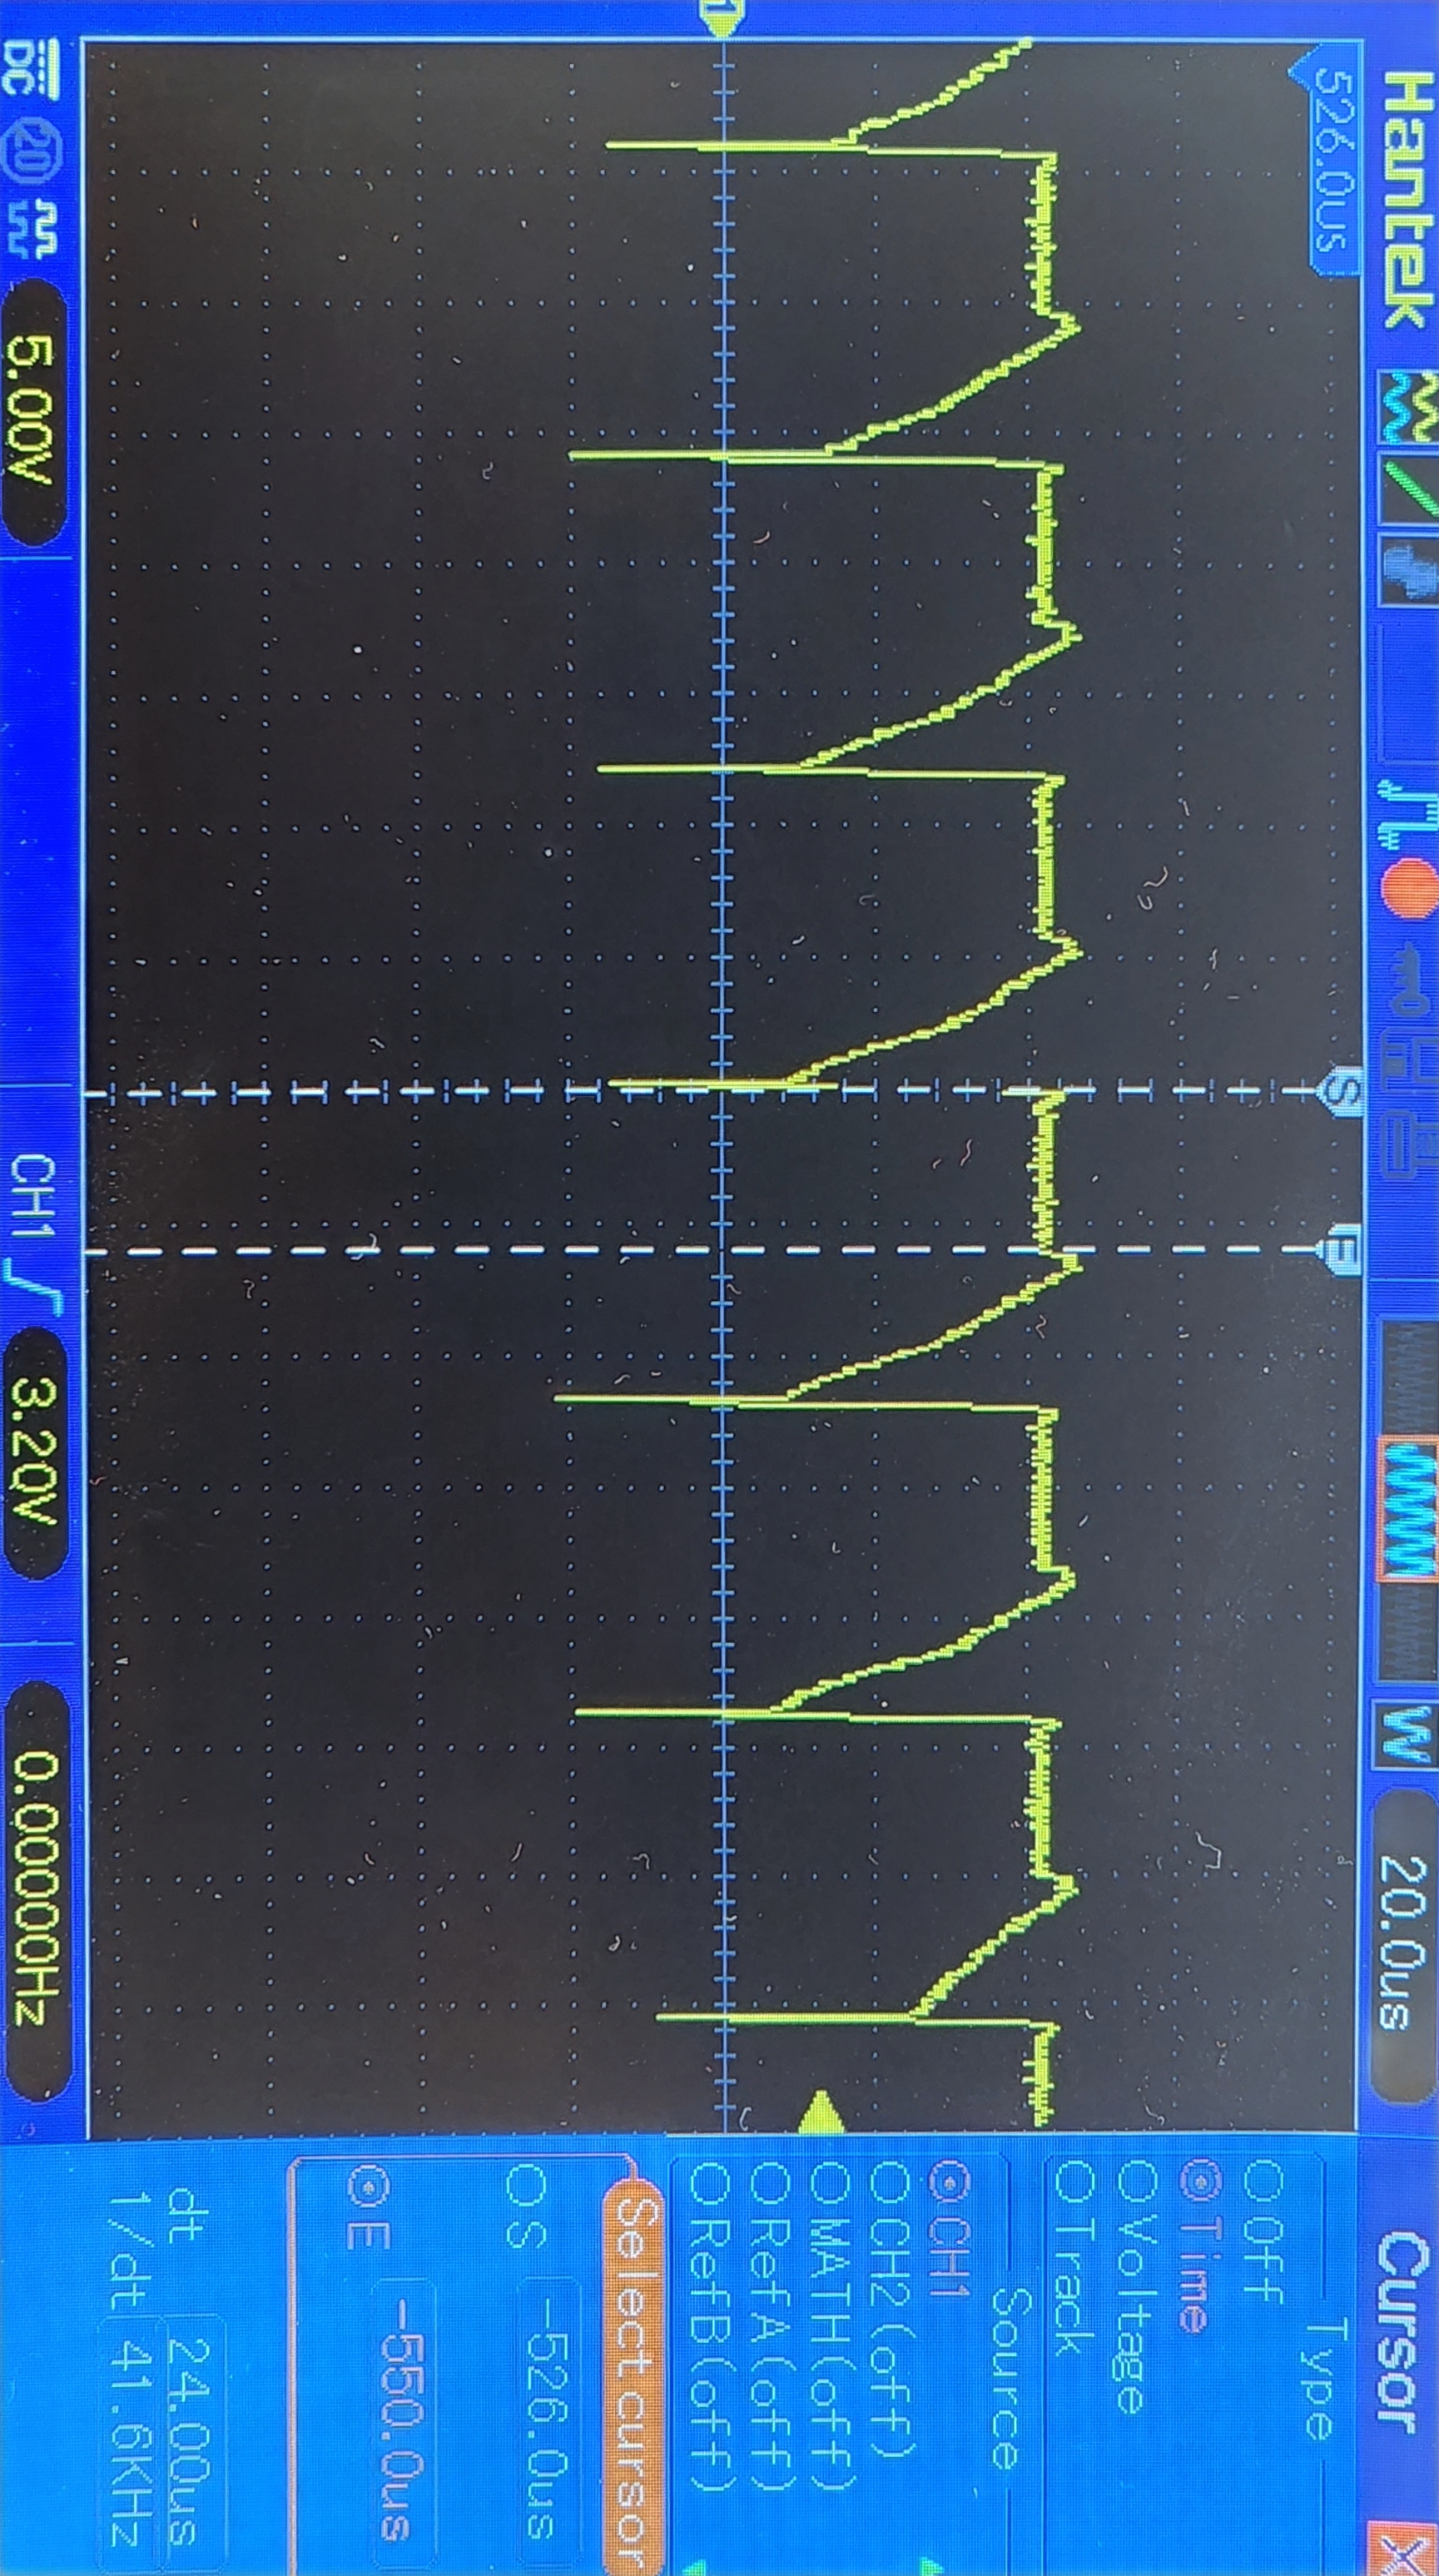 Hantek W 20.0us Cursor
526.0us S E
Type
Off
Time
Voltage
Track
Source
CH1
CH2(off)
MATH(off)
RefA(off)
RefB(off)
1
Select cursor
S -526.0us
E -550.0us
dt 24.00us
1/dt 41.6KHz
DC 20 5.00V CH1 3.20V 0.00000Hz